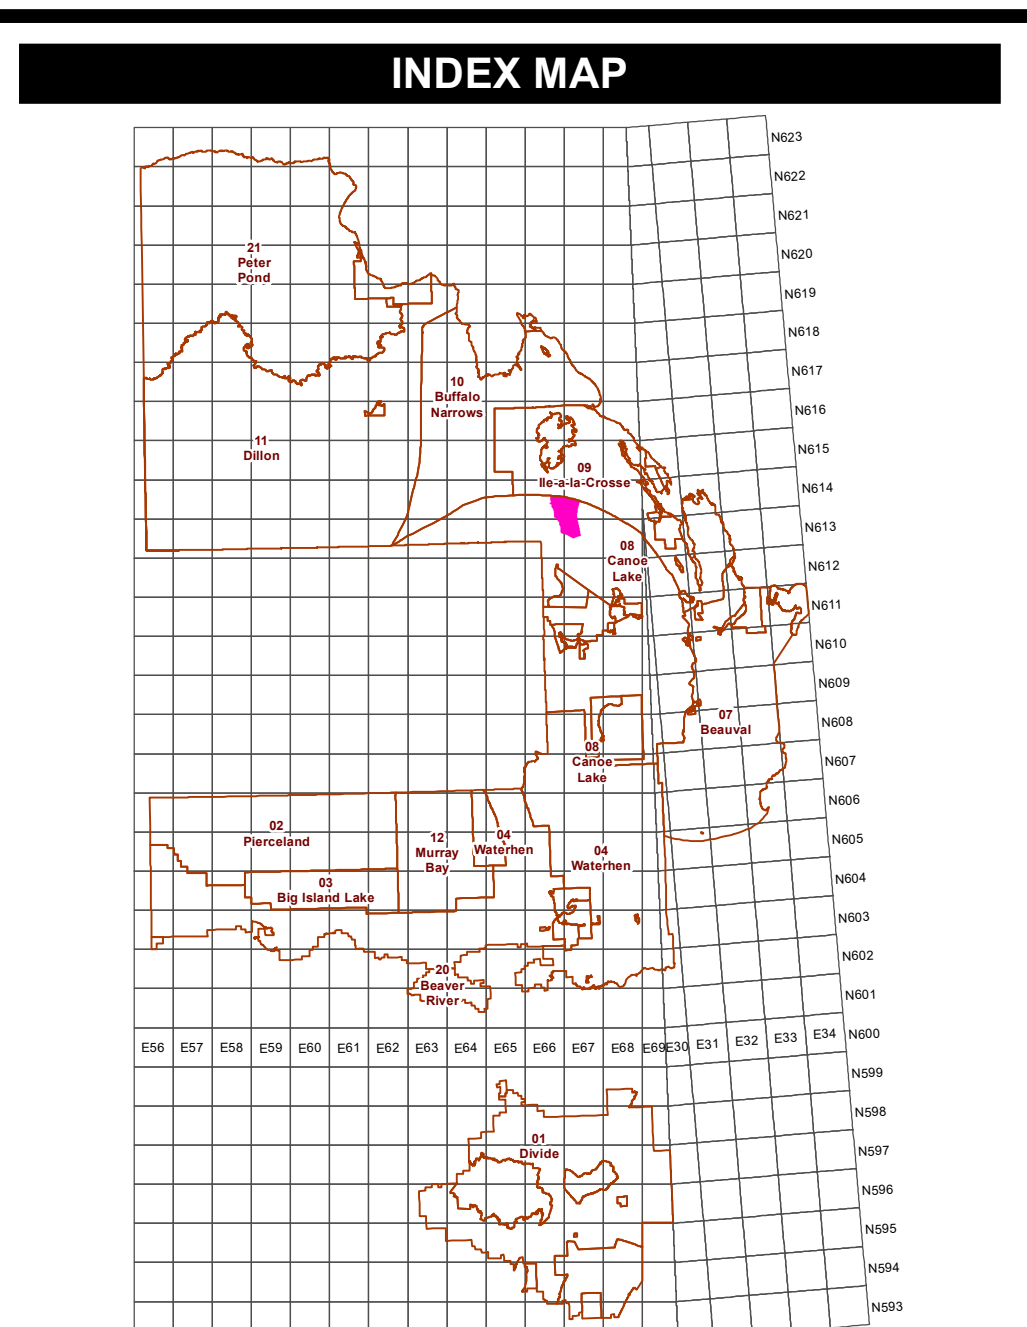 INDEX MAP
N623
N622
N621
21
Peter
Pond
N620
N619
N618
N617
10
Buffalo
Narrows
N616
11
Dillon
N615
09
Ile-a-la-Crosse
N614
N613
08
Canoe
Lake
N612
N611
N610
N609
07
Beauval
N608
08
Canoe
Lake
N607
N606
02
Pierceland
12
Murray
Bay
04
Waterhen
04
Waterhen
N605
03
Big Island Lake
N604
N603
N602
20
Beaver
River
N601
N600
E56 E57 E58 E59 E60 E61 E62 E63 E64 E65 E66 E67 E68 E69 E30 E31 E32 E33 E34
N599
N598
01
Divide
N597
N596
N595
N594
N593